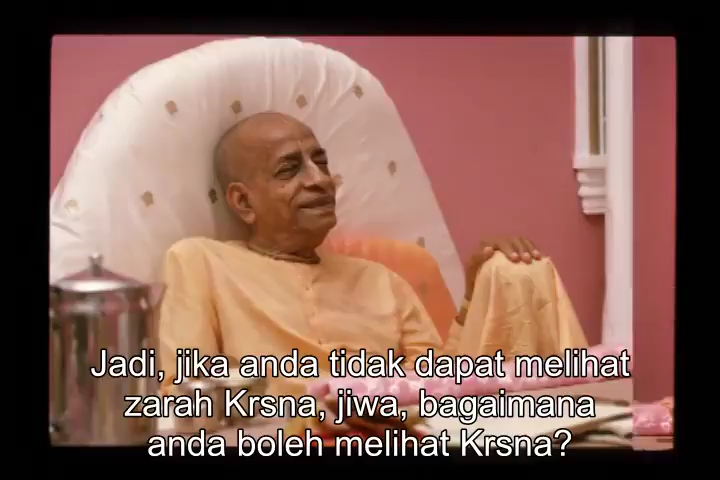 Jadi, jika anda tidak dapat melihat
zarah Krsna, jiwa, bagaimana
anda boleh melihat Krsna?